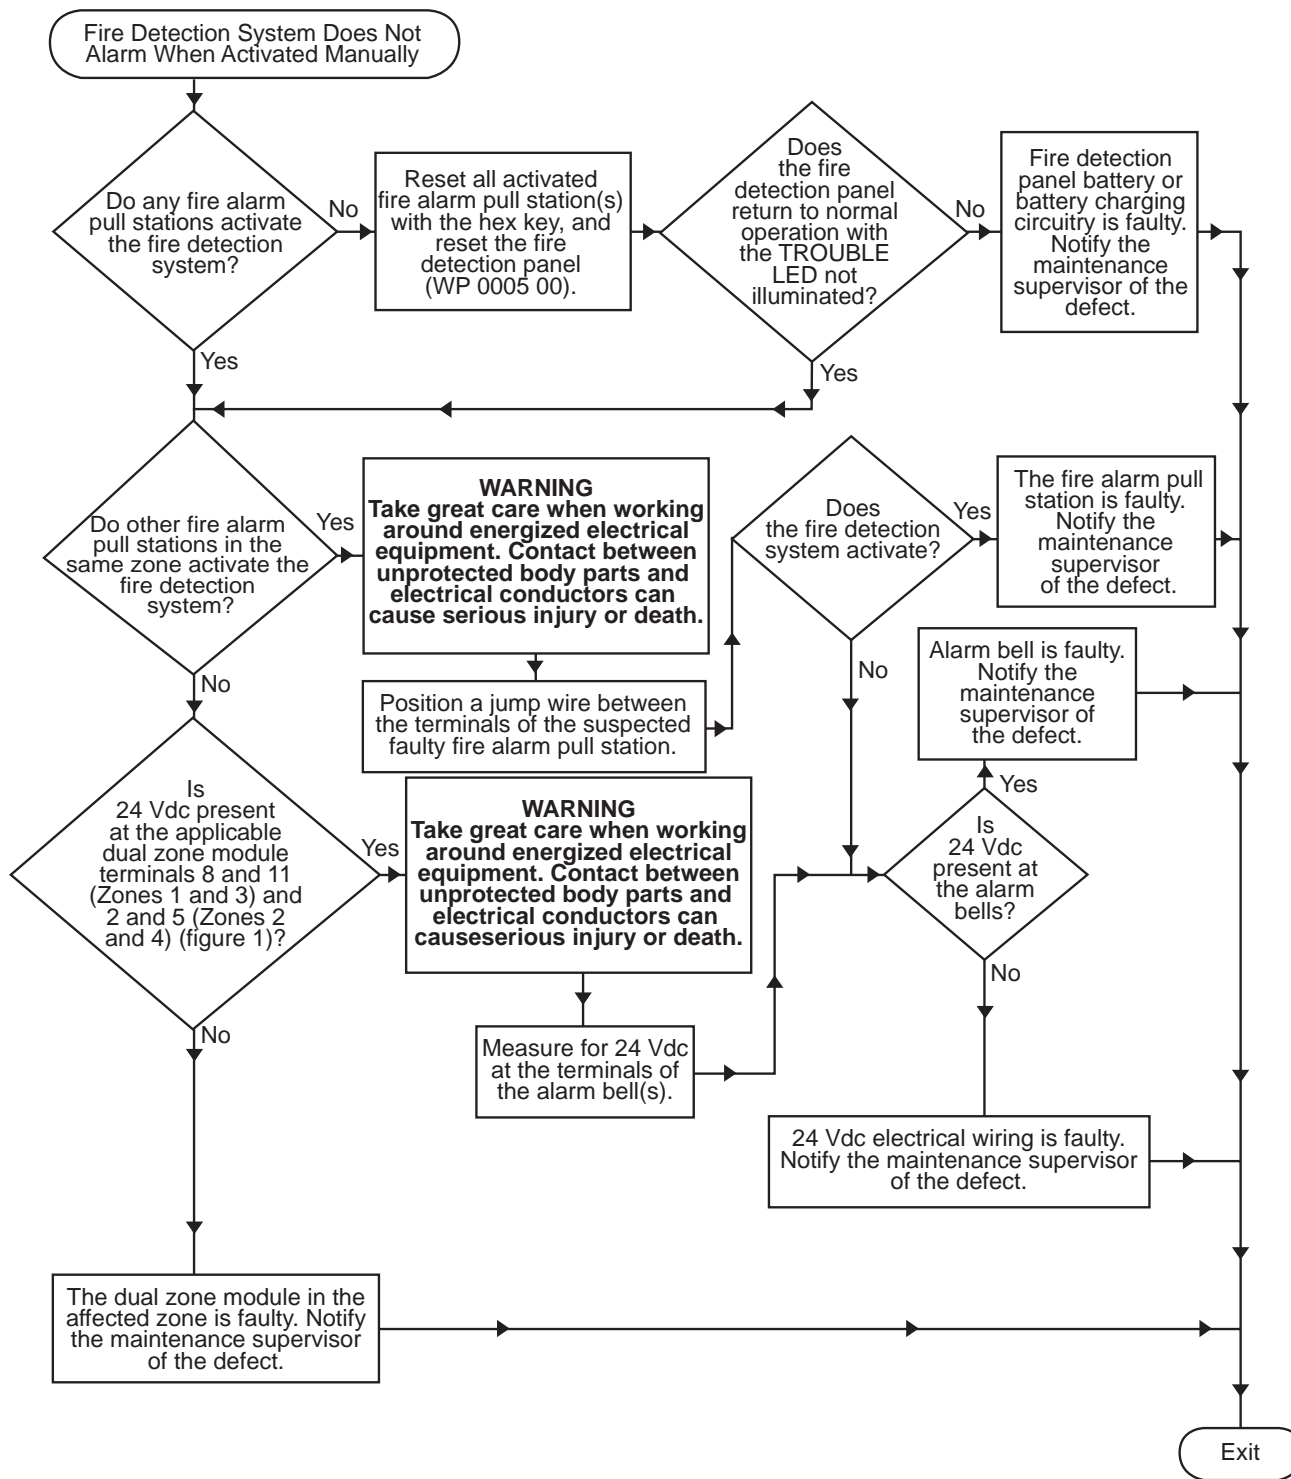 Fire Detection System Does Not
Alarm When Activated Manually
Do any fire alarm
pull stations activate
the fire detection
system?
No
Yes
Reset all activated
fire alarm pull station(s)
with the hex key, and
reset the fire
detection panel
(WP 0005 00).
Does
the fire
detection panel
return to normal
operation with
the TROUBLE
LED not
illuminated?
No
Yes
Fire detection
panel battery or
battery charging
circuitry is faulty.
Notify the
maintenance
supervisor of the
defect.
Do other fire alarm
pull stations in the
same zone activate the
fire detection
system?
Yes
No
WARNING
Take great care when working
around energized electrical
equipment. Contact between
unprotected body parts and
electrical conductors can
cause serious injury or death.
Position a jump wire between
the terminals of the suspected
faulty fire alarm pull station.
Does
the fire detection
system activate?
Yes
No
The fire alarm pull
station is faulty.
Notify the
maintenance
supervisor
of the defect.
Alarm bell is faulty.
Notify the
maintenance
supervisor of
the defect.
Yes
Is
24 Vdc present
at the applicable
dual zone module
terminals 8 and 11
(Zones 1 and 3) and
2 and 5 (Zones 2
and 4) (figure 1)?
Yes
No
WARNING
Take great care when working
around energized electrical
equipment. Contact between
unprotected body parts and
electrical conductors can
causeserious injury or death.
Is
24 Vdc
present at
the alarm
bells?
No
Measure for 24 Vdc
at the terminals of
the alarm bell(s).
24 Vdc electrical wiring is faulty.
Notify the maintenance supervisor
of the defect.
The dual zone module in the
affected zone is faulty. Notify
the maintenance supervisor
of the defect.
Exit